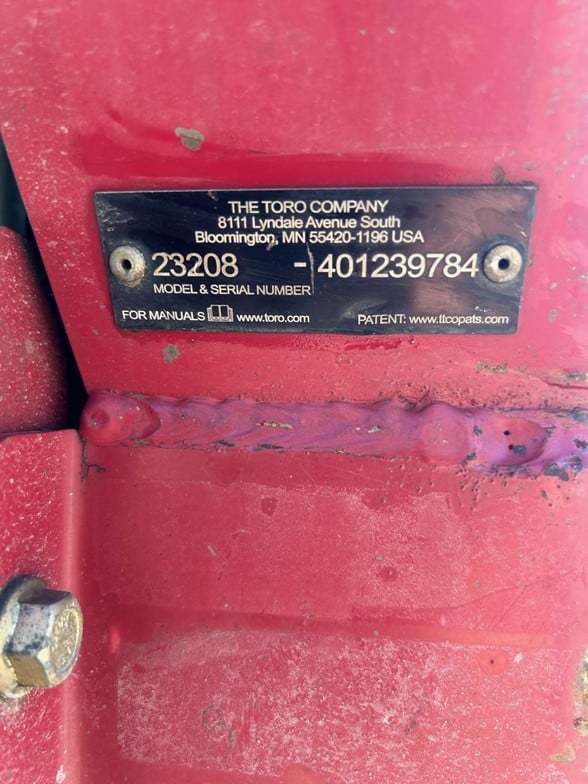 THE TORO COMPANY
8111 Lyndale Avenue South
Bloomington, MN 55420-1196 USA
23208 - 401239784
MODEL & SERIAL NUMBER
FOR MANUALS www.toro.com PATENT: www.ttcopats.com